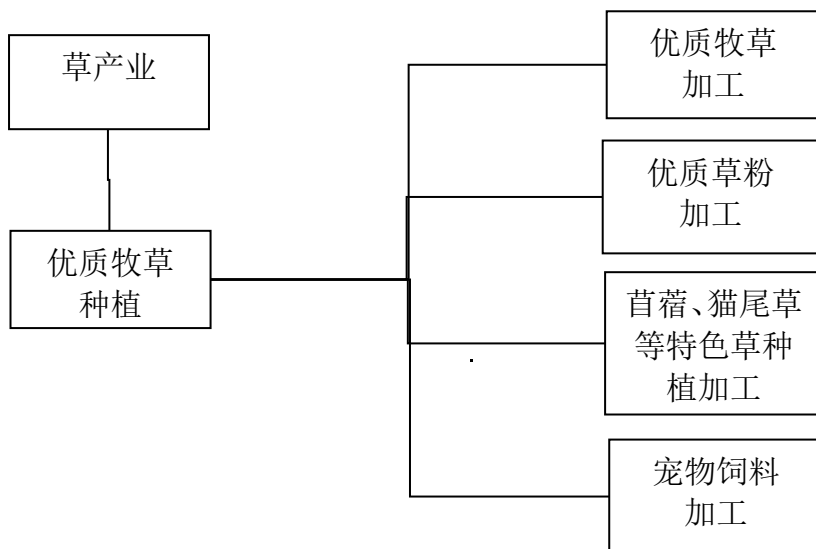 草产业
优质牧草
种植
优质牧草
加工
优质草粉
加工
苜蓿、猫尾草
等特色草种
植加工
宠物饲料
加工